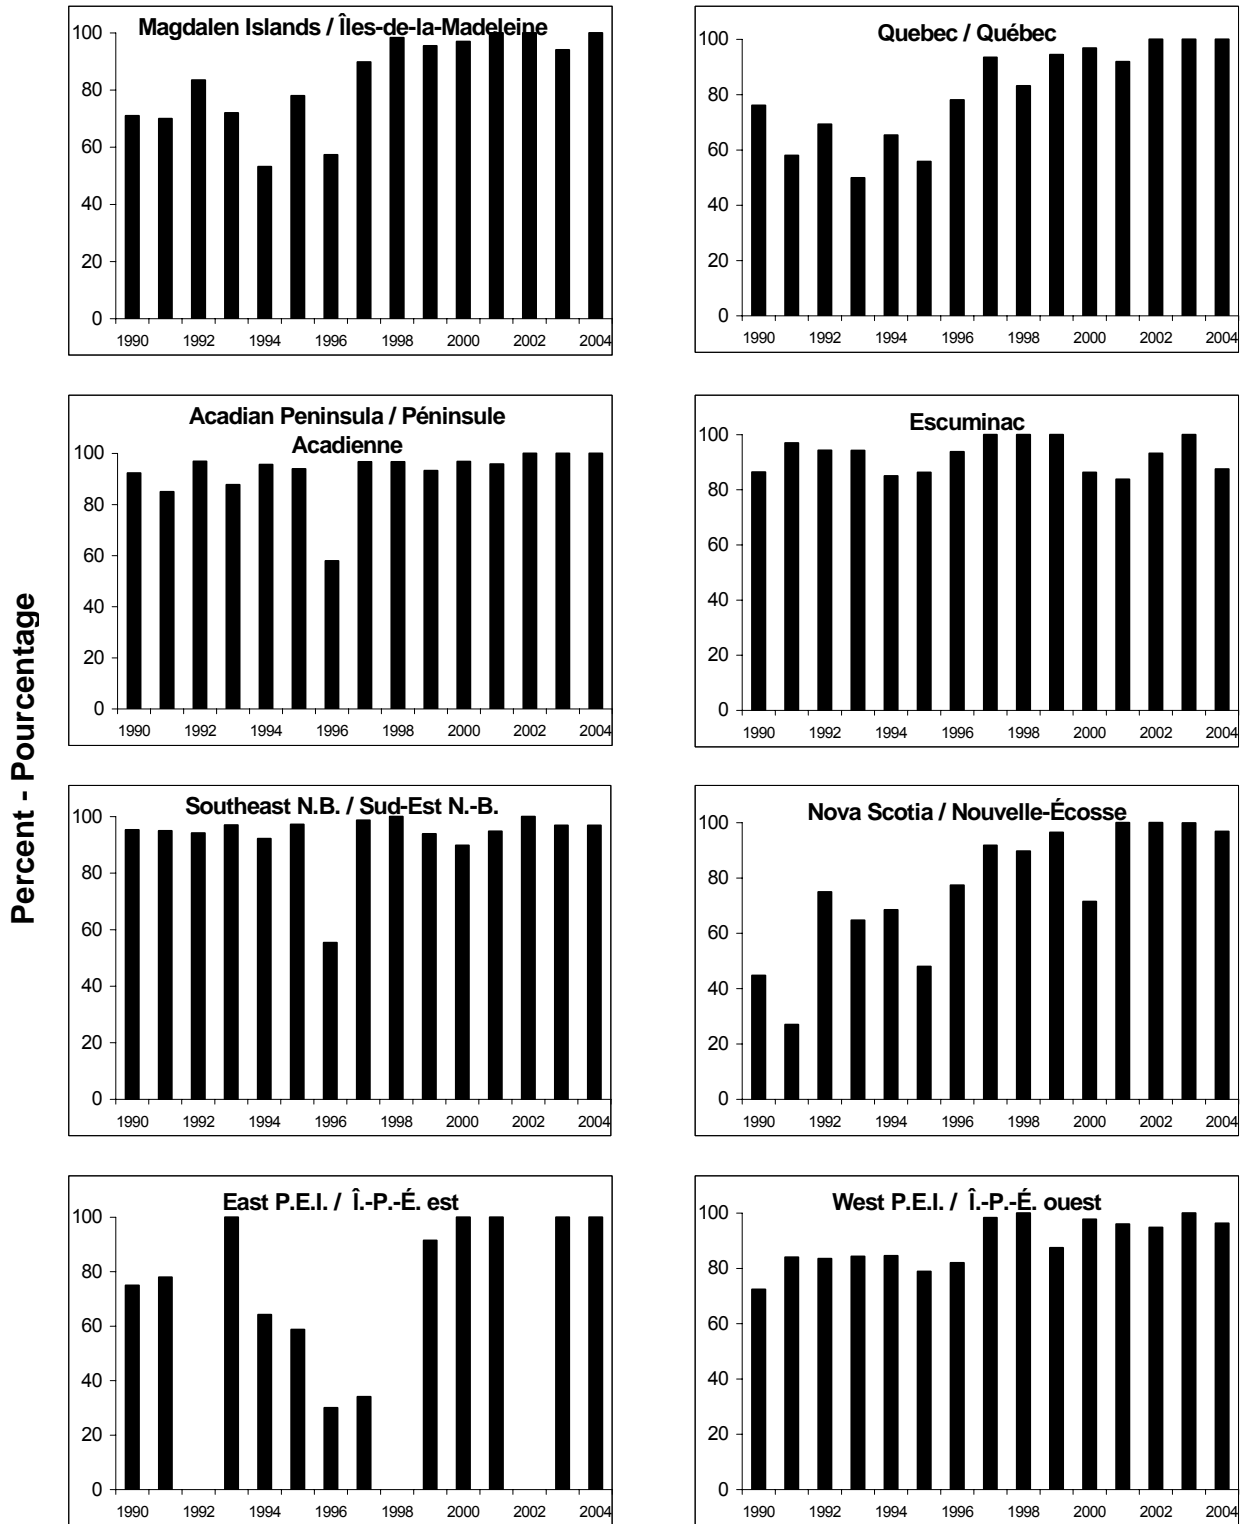 Percent - Pourcentage
Magdalen Islands / Îles-de-la-Madeleine
100
80
60
40
20
0
1990 1992 1994 1996 1998 2000 2002 2004
Quebec / Québec
100
80
60
40
20
0
1990 1992 1994 1996 1998 2000 2002 2004
Acadian Peninsula / Péninsule
Acadienne
100
80
60
40
20
0
1990 1992 1994 1996 1998 2000 2002 2004
Escuminac
100
80
60
40
20
0
1990 1992 1994 1996 1998 2000 2002 2004
Southeast N.B. / Sud-Est N.-B.
100
80
60
40
20
0
1990 1992 1994 1996 1998 2000 2002 2004
Nova Scotia / Nouvelle-Écosse
100
80
60
40
20
0
1990 1992 1994 1996 1998 2000 2002 2004
East P.E.I. / Î.-P.-É. est
100
80
60
40
20
0
1990 1992 1994 1996 1998 2000 2002 2004
West P.E.I. / Î.-P.-É. ouest
100
80
60
40
20
0
1990 1992 1994 1996 1998 2000 2002 2004